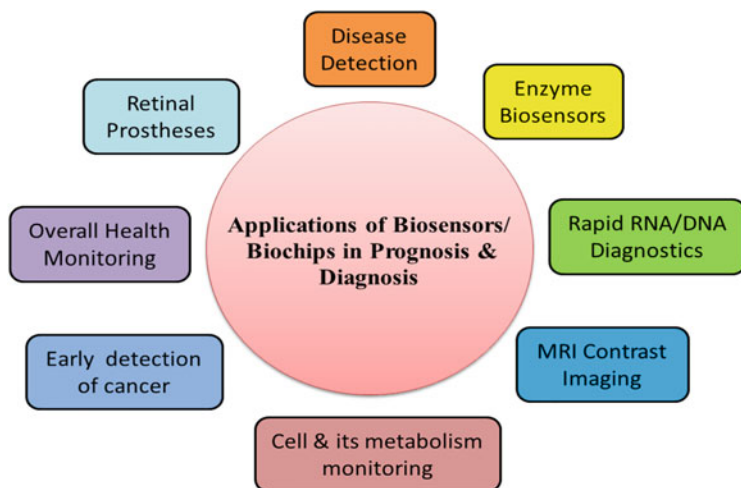 Disease
Detection
Retinal
Prostheses
Enzyme
Biosensors
Overall Health
Monitoring
Applications of Biosensors/
Biochips in Prognosis &
Diagnosis
Rapid RNA/DNA
Diagnostics
Early detection
of cancer
MRI Contrast
Imaging
Cell & its metabolism
monitoring